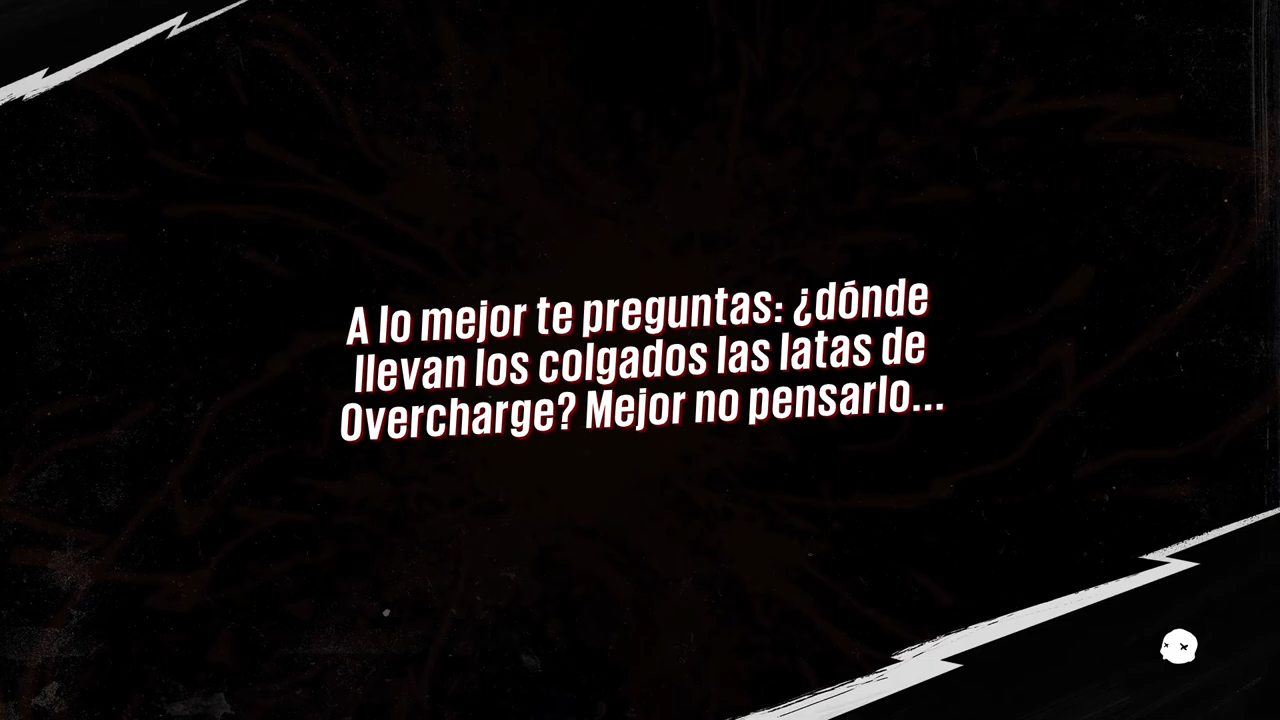 A lo mejor te preguntas: ¿dónde
llevan los colgados las latas de
Overcharge? Mejor no pensarlo...